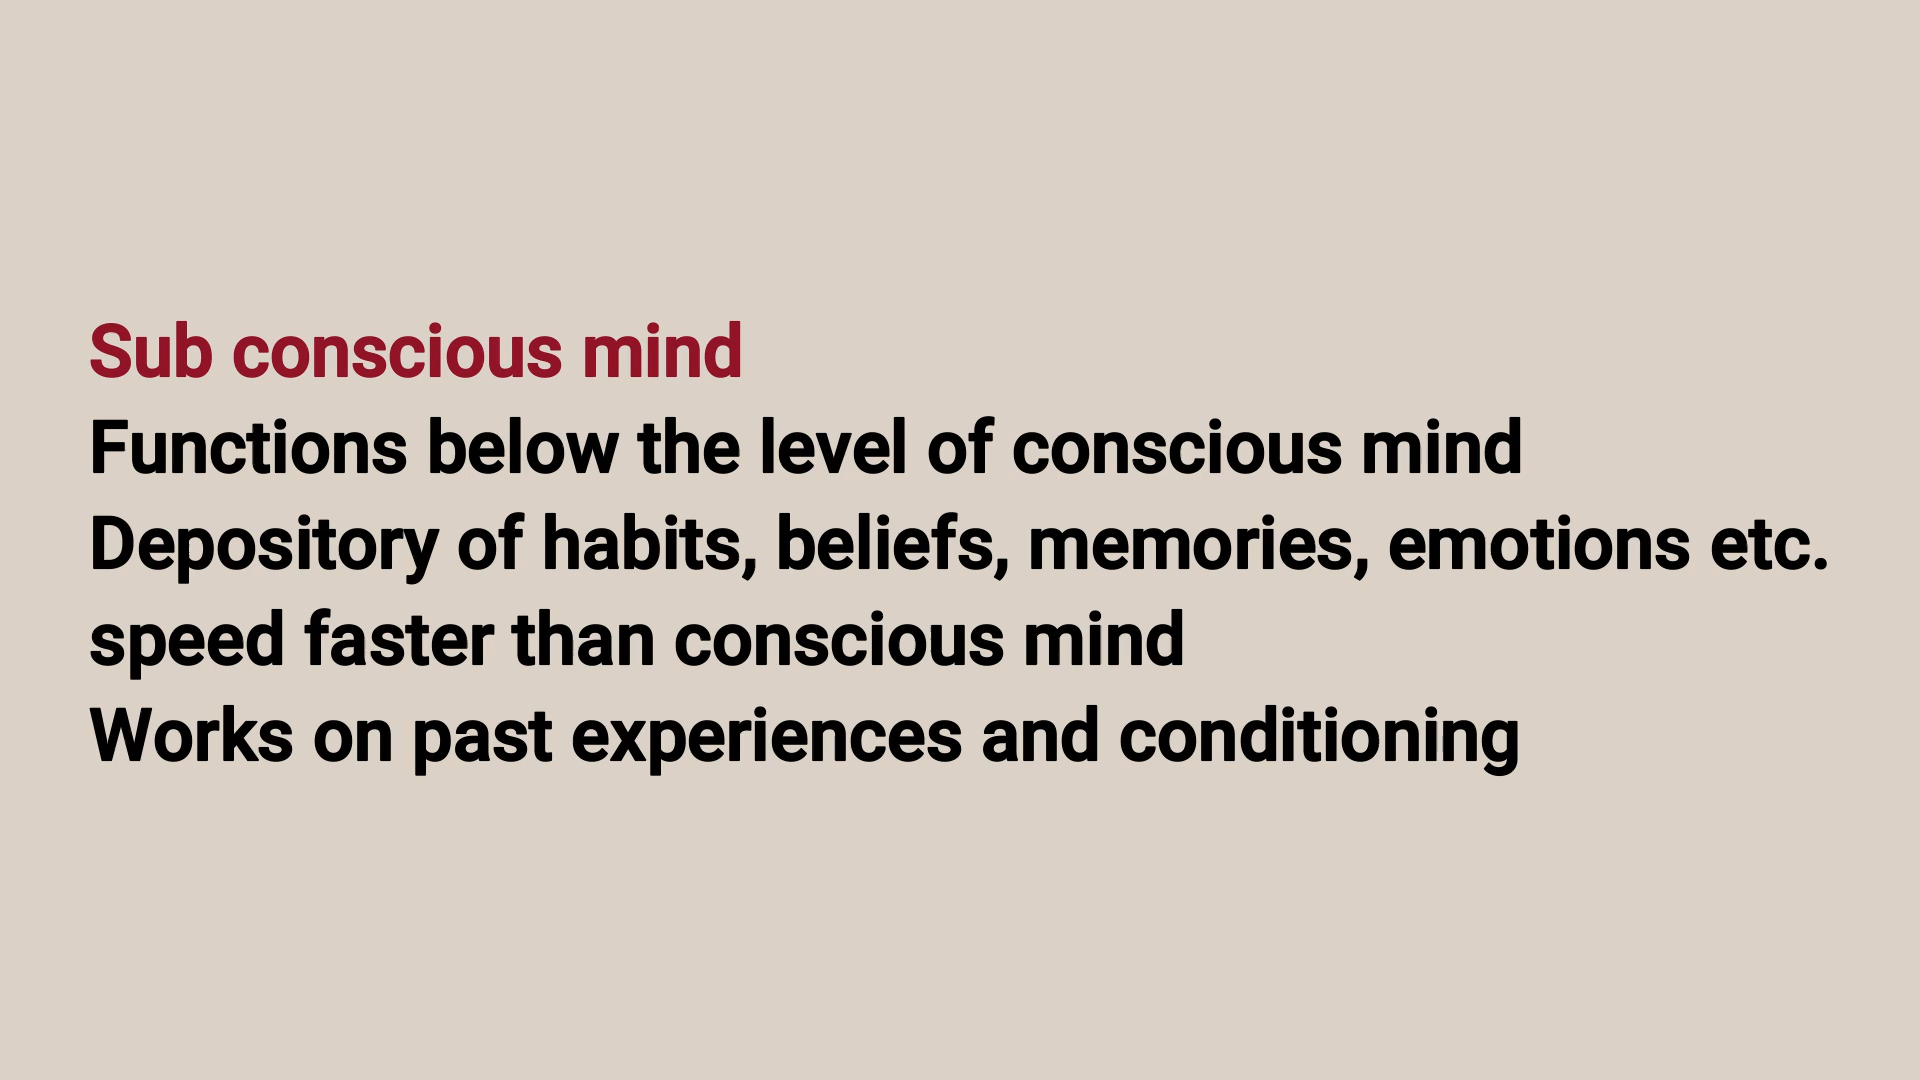 Sub conscious mind
Functions below the level of conscious mind
Depository of habits, beliefs, memories, emotions etc.
speed faster than conscious mind
Works on past experiences and conditioning